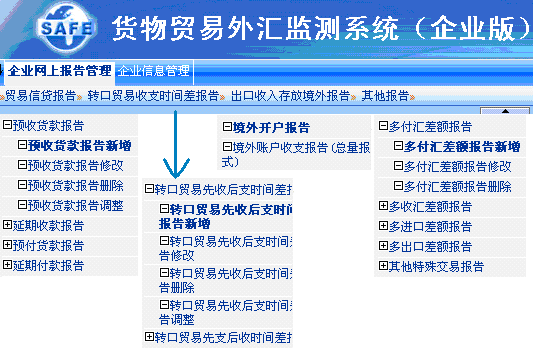 SAFE
货物贸易外汇监测系统（企业版）
企业网上报告管理 企业信息管理
贸易信贷报告 转口贸易收支时间差报告 出口收入存放境外报告 其他报告
预收货款报告
预收货款报告新增
预收货款报告修改
预收货款报告删除
预收货款报告调整
延期收款报告
预付货款报告
延期付款报告
转口贸易先收后支时间差报
转口贸易先收后支时间
报告新增
转口贸易先收后支时间差
告修改
转口贸易先收后支时间差
告删除
转口贸易先收后支时间差
告调整
转口贸易先支后收时间差报
境外开户报告
境外账户收支报告(总量报
式)
多付汇差额报告
多付汇差额报告新增
多付汇差额报告修改
多付汇差额报告删除
多收汇差额报告
多进口差额报告
多出口差额报告
其他特殊交易报告